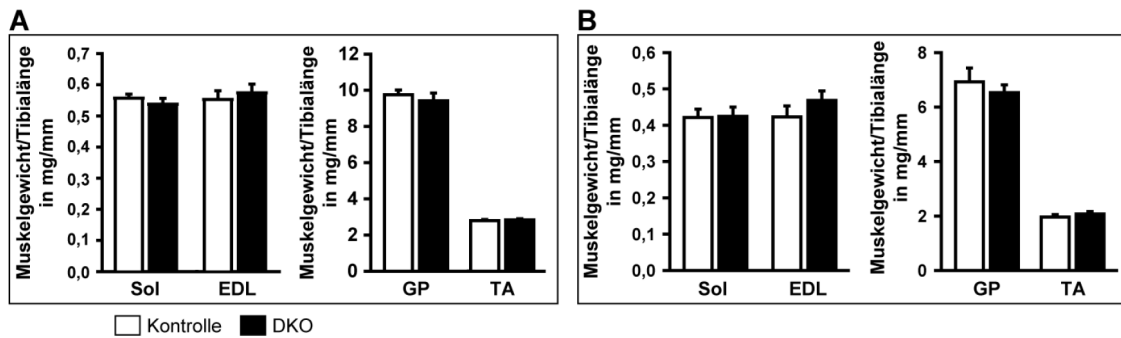 A
Muskelgewicht/Tibialänge
in mg/mm
0,7
0,6
0,5
0,4
0,3
0,2
0,1
0,0
Sol EDL
Muskelgewicht/Tibialänge
in mg/mm
12
10
8
6
4
2
0
GP TA
B
Muskelgewicht/Tibialänge
in mg/mm
0,6
0,5
0,4
0,3
0,2
0,1
0,0
Sol EDL
Muskelgewicht/Tibialänge
in mg/mm
8
6
4
2
0
GP TA
Kontrolle DKO